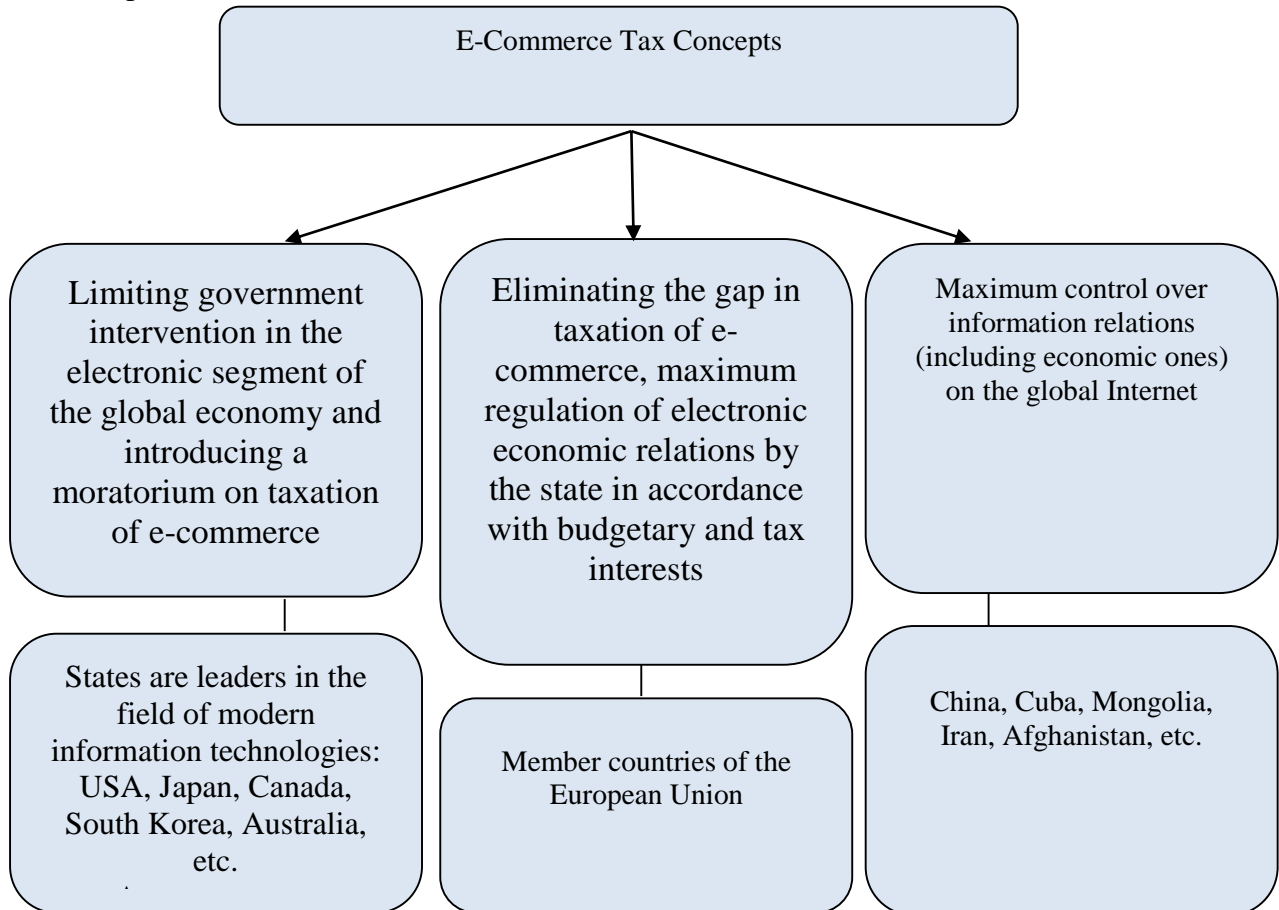 E-Commerce Tax Concepts
Limiting government
intervention in the
electronic segment of
the global economy and
introducing a
moratorium on taxation
of e-commerce
Eliminating the gap in
taxation of e-
commerce, maximum
regulation of electronic
economic relations by
the state in accordance
with budgetary and tax
interests
Maximum control over
information relations
(including economic ones)
on the global Internet
States are leaders in the
field of modern
information technologies:
USA, Japan, Canada,
South Korea, Australia,
etc.
Member countries of the
European Union
China, Cuba, Mongolia,
Iran, Afghanistan, etc.